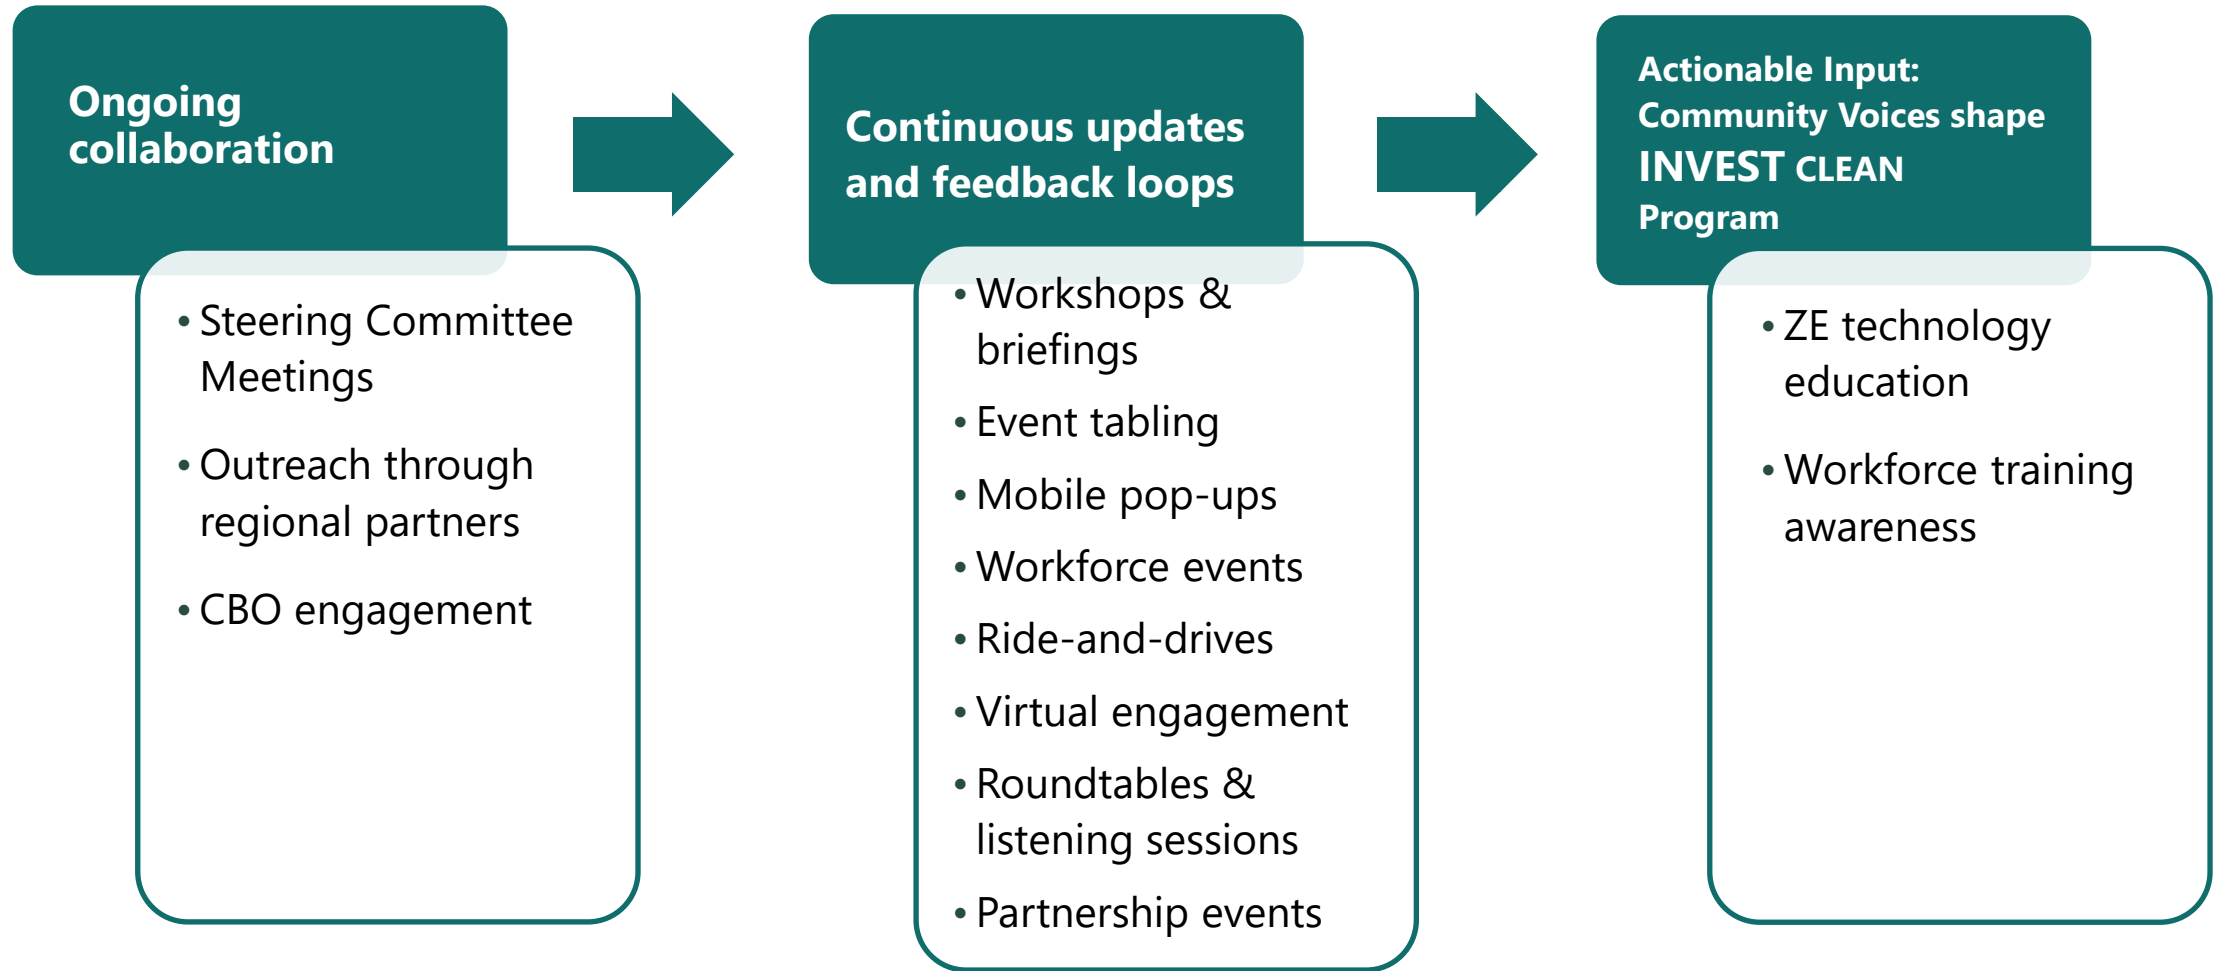 Ongoing
collaboration
• Steering Committee
Meetings
• Outreach through
regional partners
• CBO engagement
Continuous updates
and feedback loops
• Workshops &
briefings
• Event tabling
• Mobile pop-ups
• Workforce events
• Ride-and-drives
• Virtual engagement
• Roundtables &
listening sessions
• Partnership events
Actionable Input:
Community Voices shape
INVEST CLEAN
Program
• ZE technology
education
• Workforce training
awareness